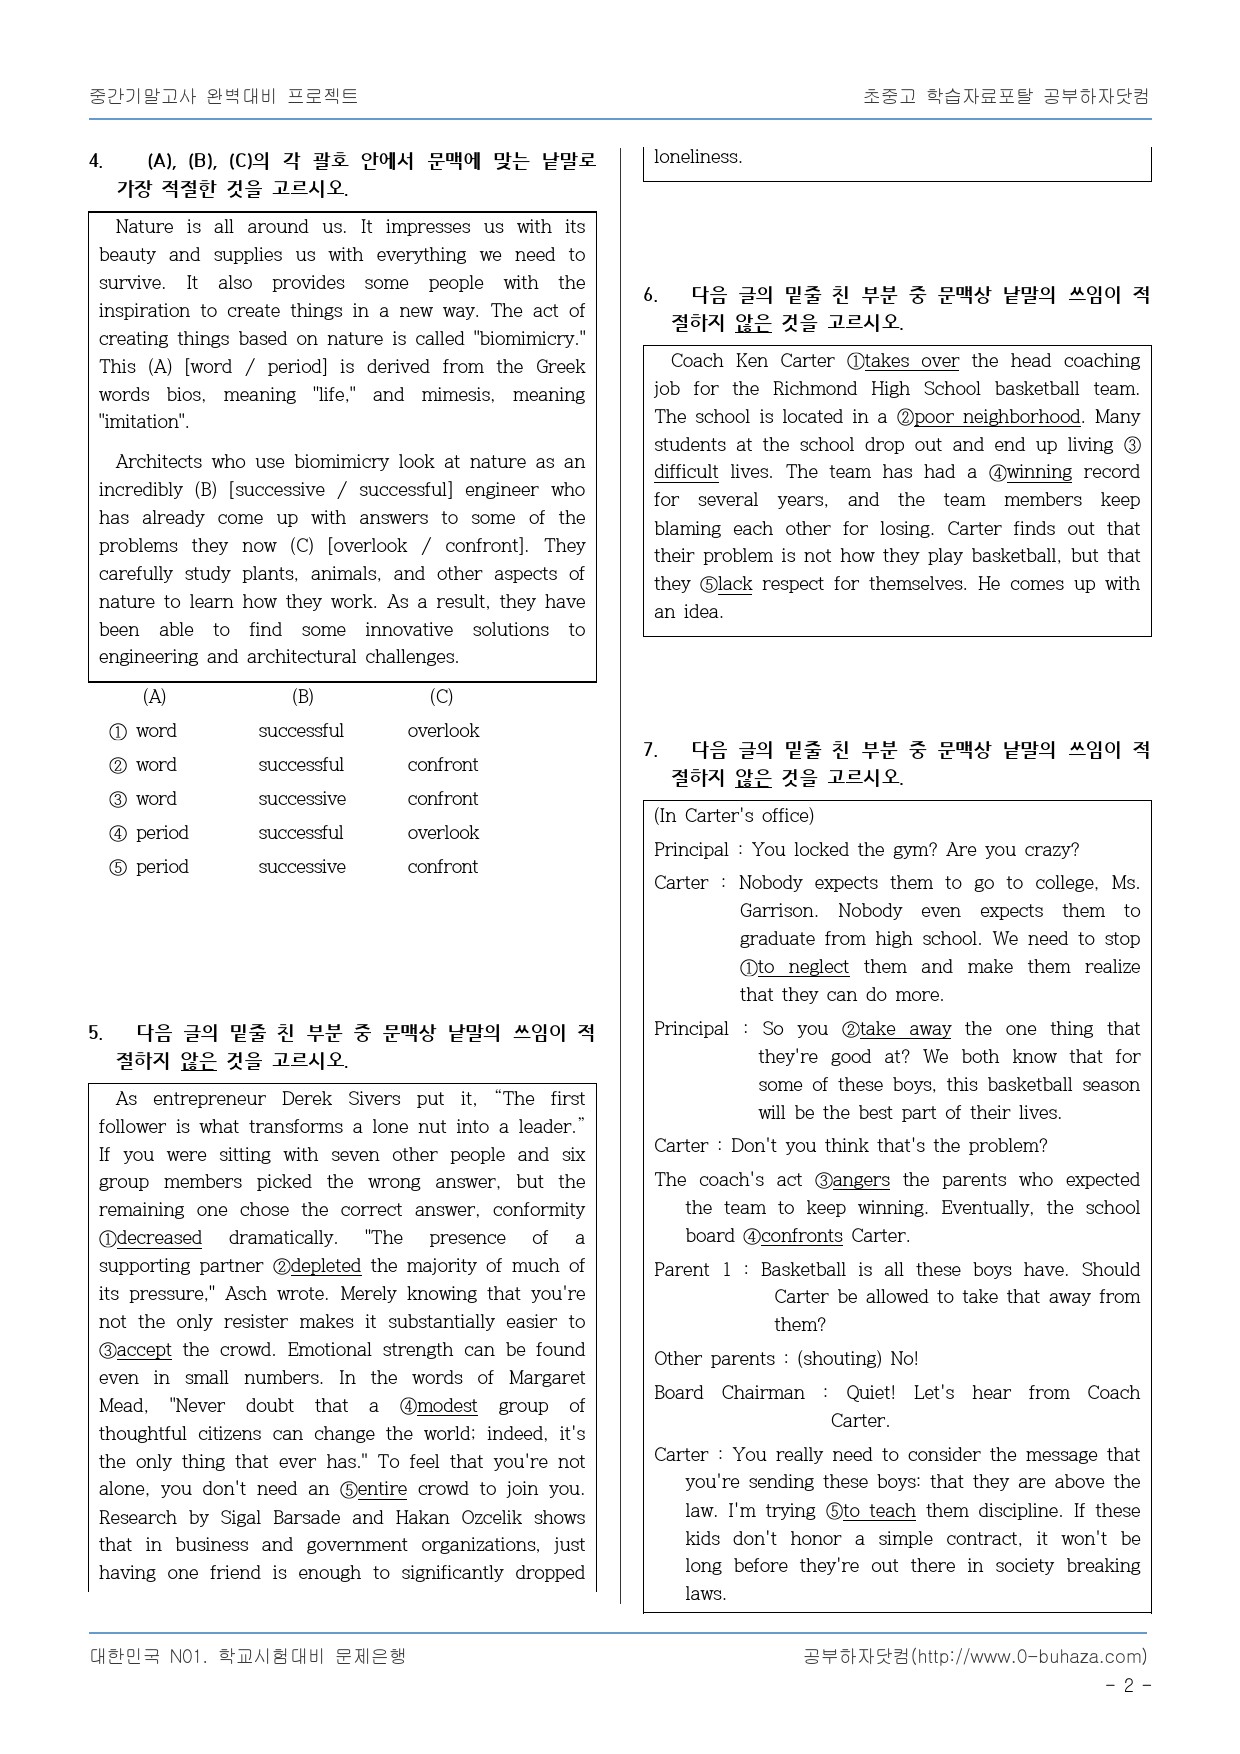 중간기말고사 완벽대비 프로젝트
초중고 학습자료포탈 공부하자닷컴
4. (A), (B), (C)의 각 괄호 안에서 문맥에 맞는 낱말로
가장 적절한 것을 고르시오.
Nature is all around us. It impresses us with its
beauty and supplies us with everything we need to
survive. It also provides some people with the
inspiration to create things in a new way. The act of
creating things based on nature is called "biomimicry."
This (A) [word / period] is derived from the Greek
words bios, meaning "life," and mimesis, meaning
"imitation".
Architects who use biomimicry look at nature as an
incredibly (B) [successive / successful] engineer who
has already come up with answers to some of the
problems they now (C) [overlook / confront]. They
carefully study plants, animals, and other aspects of
nature to learn how they work. As a result, they have
been able to find some innovative solutions to
engineering and architectural challenges.
(A) (B) (C)
① word successful overlook
② word successful confront
③ word successive confront
④ period successful overlook
⑤ period successive confront
5. 다음 글의 밑줄 친 부분 중 문맥상 낱말의 쓰임이 적
절하지 않은 것을 고르시오.
As entrepreneur Derek Sivers put it, “The first
follower is what transforms a lone nut into a leader.”
If you were sitting with seven other people and six
group members picked the wrong answer, but the
remaining one chose the correct answer, conformity
①decreased dramatically. "The presence of a
supporting partner ②depleted the majority of much of
its pressure," Asch wrote. Merely knowing that you're
not the only resister makes it substantially easier to
③accept the crowd. Emotional strength can be found
even in small numbers. In the words of Margaret
Mead, "Never doubt that a ④modest group of
thoughtful citizens can change the world; indeed, it's
the only thing that ever has." To feel that you're not
alone, you don't need an ⑤entire crowd to join you.
Research by Sigal Barsade and Hakan Ozcelik shows
that in business and government organizations, just
having one friend is enough to significantly dropped
loneliness.
6. 다음 글의 밑줄 친 부분 중 문맥상 낱말의 쓰임이 적
절하지 않은 것을 고르시오.
Coach Ken Carter ①takes over the head coaching
job for the Richmond High School basketball team.
The school is located in a ②poor neighborhood. Many
students at the school drop out and end up living ③
difficult lives. The team has had a ④winning record
for several years, and the team members keep
blaming each other for losing. Carter finds out that
their problem is not how they play basketball, but that
they ⑤lack respect for themselves. He comes up with
an idea.
7. 다음 글의 밑줄 친 부분 중 문맥상 낱말의 쓰임이 적
절하지 않은 것을 고르시오.
(In Carter's office)
Principal : You locked the gym? Are you crazy?
Carter : Nobody expects them to go to college, Ms.
Garrison. Nobody even expects them to
graduate from high school. We need to stop
①to neglect them and make them realize
that they can do more.
Principal : So you ②take away the one thing that
they're good at? We both know that for
some of these boys, this basketball season
will be the best part of their lives.
Carter : Don't you think that's the problem?
The coach's act ③angers the parents who expected
the team to keep winning. Eventually, the school
board ④confronts Carter.
Parent 1 : Basketball is all these boys have. Should
Carter be allowed to take that away from
them?
Other parents : (shouting) No!
Board Chairman : Quiet! Let's hear from Coach
Carter.
Carter : You really need to consider the message that
you're sending these boys: that they are above the
law. I'm trying ⑤to teach them discipline. If these
kids don't honor a simple contract, it won't be
long before they're out there in society breaking
laws.
대한민국 N01. 학교시험대비 문제은행
공부하자닷컴(http://www.0-buhaza.com)
- 2 -